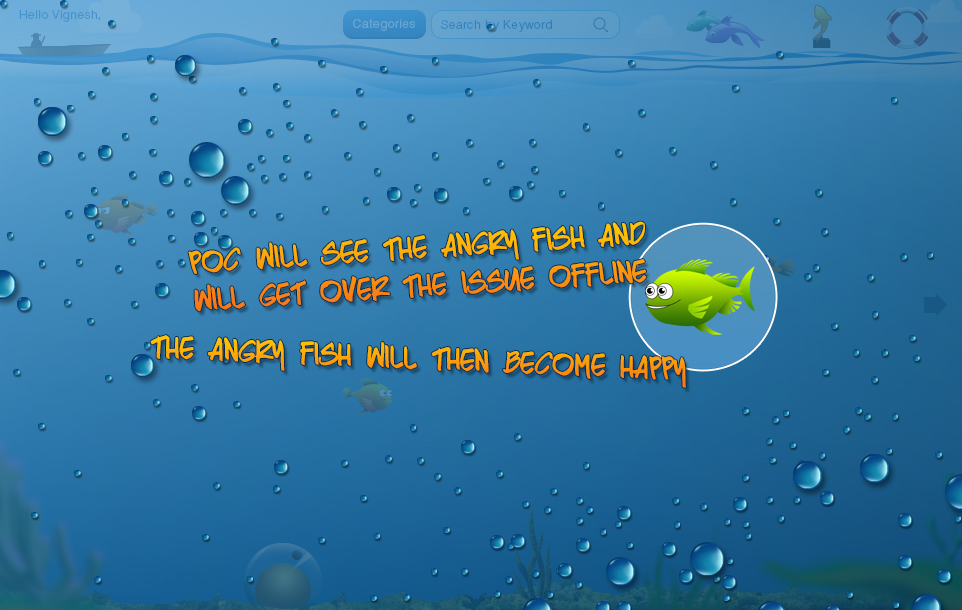 Hello Vignesh,
Categories
Search by Keyword
POC WILL SEE THE ANGRY FISH AND
WILL GET OVER THE ISSUE OFFLINE
THE ANGRY FISH WILL THEN BECOME HAPPY